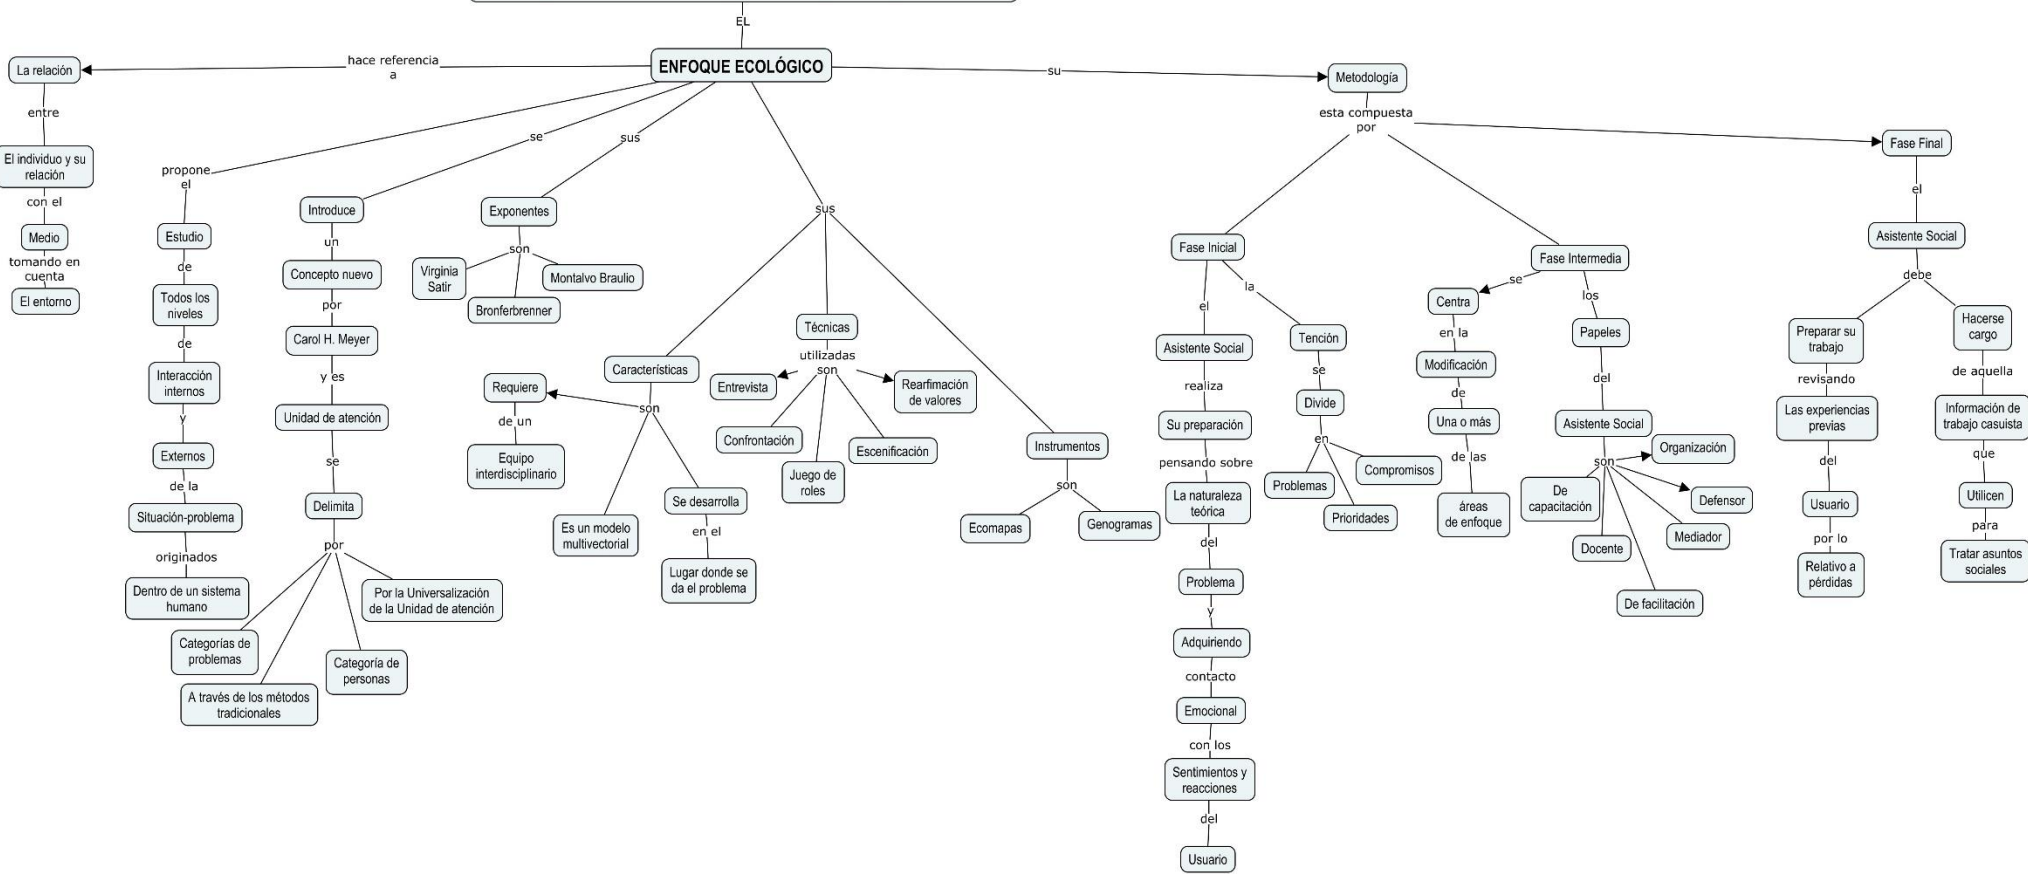 EL
ENFOQUE ECOLÓGICO
hace referencia
a
La relación
entre
El individuo y su
relación
con el
Medio
tomando en
cuenta
El entorno
propone
el
Estudio
de
Todos los
niveles
de
Interacción
internos
y
Externos
de la
Situación-problema
originados
Dentro de un sistema
humano
se
Introduce
un
Concepto nuevo
por
Carol H. Meyer
y es
Unidad de atención
se
Delimita
por
Categorías de
problemas
A través de los métodos
tradicionales
Categoría de
personas
Por la Universalización
de la Unidad de atención
sus
Exponentes
son
Virginia
Satir
Bronferbrenner
Montalvo Braulio
sus
Características
son
Requiere
de un
Equipo
interdisciplinario
Es un modelo
multivectorial
Se desarrolla
en el
Lugar donde se
da el problema
Técnicas
utilizadas
son
Entrevista
Confrontación
Juego de
roles
Escenificación
Rearfimación
de valores
Instrumentos
son
Ecomapas
Genogramas
su
Metodología
esta compuesta
por
Fase Inicial
el
Asistente Social
realiza
Su preparación
pensando sobre
La naturaleza
teórica
del
Problema
y
Adquiriendo
contacto
Emocional
con los
Sentimientos y
reacciones
del
Usuario
la
Tención
se
Divide
en
Problemas
Prioridades
Compromisos
Fase Intermedia
se
Centra
en la
Modificación
de
Una o más
de las
áreas
de enfoque
los
Papeles
del
Asistente Social
son
De
capacitación
Docente
De facilitación
Mediador
Defensor
Organización
Fase Final
el
Asistente Social
debe
Preparar su
trabajo
revisando
Las experiencias
previas
del
Usuario
por lo
Relativo a
pérdidas
Hacerse
cargo
de aquella
Información de
trabajo casuista
que
Utilicen
para
Tratar asuntos
sociales